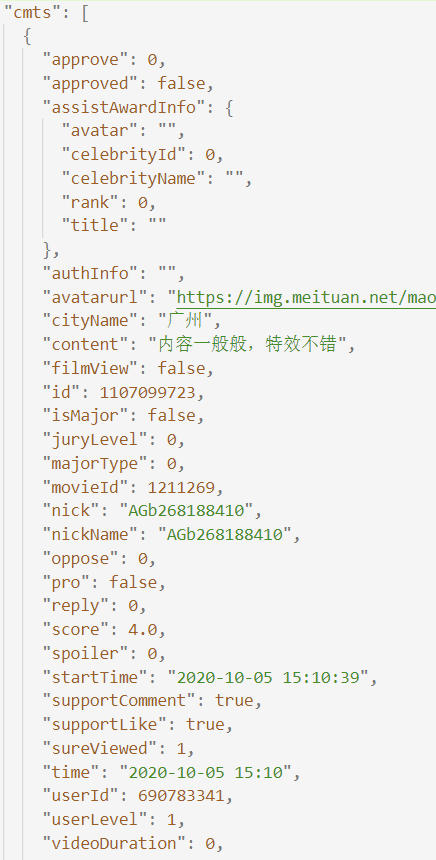 "cmts": [
{
"approve": 0,
"approved": false,
"assistAwardInfo": {
"avatar": "",
"celebrityId": 0,
"celebrityName": "",
"rank": 0,
"title": ""
},
"authInfo": "",
"avatarurl": "https://img.meituan.net/mao
"cityName": "广州",
"content": "内容一般般，特效不错",
"filmView": false,
"id": 1107099723,
"isMajor": false,
"juryLevel": 0,
"majorType": 0,
"movieId": 1211269,
"nick": "AGb268188410",
"nickName": "AGb268188410",
"oppose": 0,
"pro": false,
"reply": 0,
"score": 4.0,
"spoiler": 0,
"startTime": "2020-10-05 15:10:39",
"supportComment": true,
"supportLike": true,
"sureViewed": 1,
"time": "2020-10-05 15:10",
"userId": 690783341,
"userLevel": 1,
"videoDuration": 0,